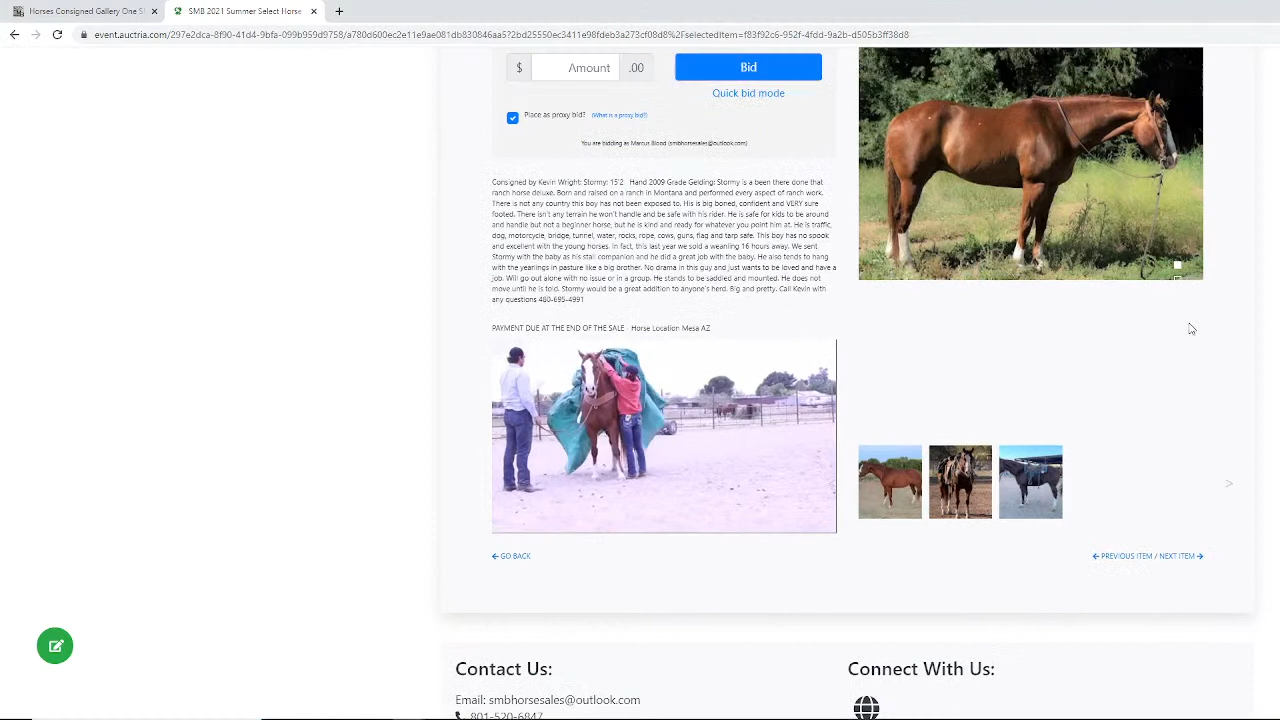 Horses Consigned Gallery One S
SMB 2021 Summer Select Horse
event.auctria.com/297e2dca-8f90-41d4-9bfa-099b959d9758/a780d600ec2e11e9ae081db830846aa5?2bd25550ec3411e98fdeb3a273cf08d8%2FselectedItem=f83f92c6-952f-4fdd-9a2b-d505b3ff38d8
$ Amount .00 Bid
Quick bid mode
Place as proxy bid? (What is a proxy bid?)
You are bidding as Marcus Blood (smbhorsesales@outlook.com)
Consigned by Kevin Wright: Stormy: 15'2 Hand 2009 Grade Gelding: Stormy is a been there done that
ranch horse deluxe. Born and raised on a ranch in Montana and performed every aspect of ranch work.
There is not any country this boy has not been exposed to. His is big boned, confident and VERY sure
footed. There isn't any terrain he won't handle and be safe with his rider. He is safe for kids to be around
and handle but not a beginner horse, but he is kind and ready for whatever you point him at. He is traffic,
dog, motorcycle, bridge, tunnel, water, rocks, rope, cows, guns, flag and tarp safe. This boy has no spook
and excellent with the young horses. In fact, this last year we sold a weanling 16 hours away. We sent
Stormy with the baby as his stall companion and he did a great job with the baby. He also tends to hang
with the yearlings in pasture like a big brother. No drama in this guy and just wants to be loved and have a
job. Will go out alone with no issue or in a group. He stands to be saddled and mounted. He does not
move until he is told. Stormy would be a great addition to anyone's herd. Big and pretty. Call Kevin with
any questions 480-695-4991
PAYMENT DUE AT THE END OF THE SALE - Horse Location Mesa AZ
GO BACK
PREVIOUS ITEM / NEXT ITEM
Contact Us:
Connect With Us:
Email: smbhorsesales@outlook.com
801-520-6847